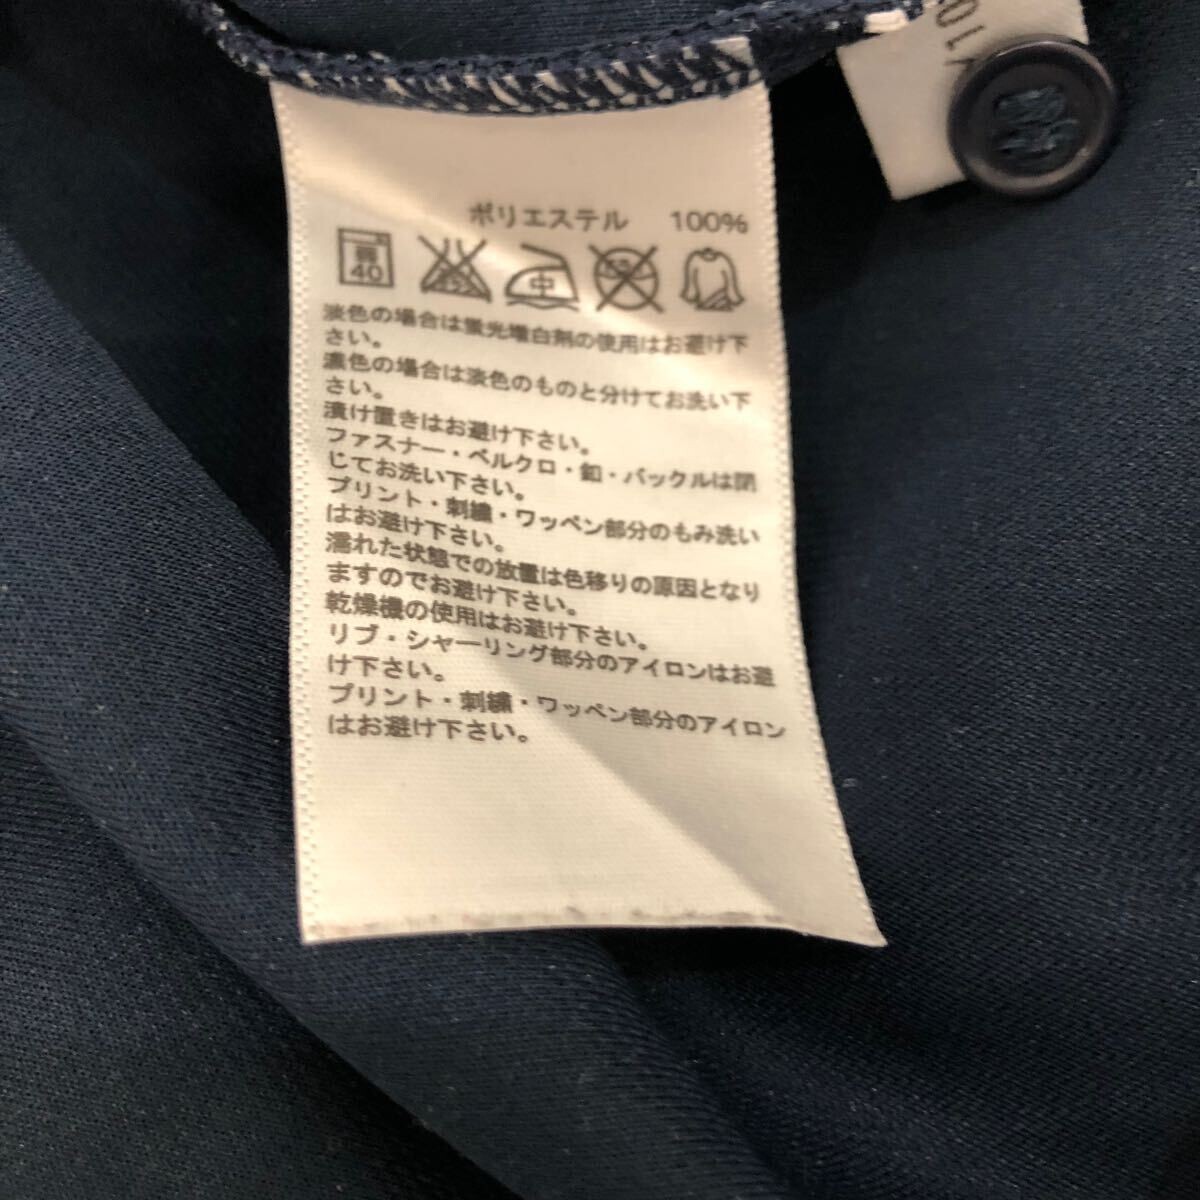 ポリエステル 100%
弱 40 エンソ サラシ 中
淡色の場合は蛍光増白剤の使用はお避け下
さい。
濃色の場合は淡色のものと分けてお洗い下
さい。
漬け置きはお避け下さい。
ファスナー・ベルクロ・釦・バックルは閉
じてお洗い下さい。
プリント・刺繍・ワッペン部分のもみ洗い
はお避け下さい。
濡れた状態での放置は色移りの原因となり
ますのでお避け下さい。
乾燥機の使用はお避け下さい。
リブ・シャーリング部分のアイロンはお避
け下さい。
プリント・刺繍・ワッペン部分のアイロン
はお避け下さい。